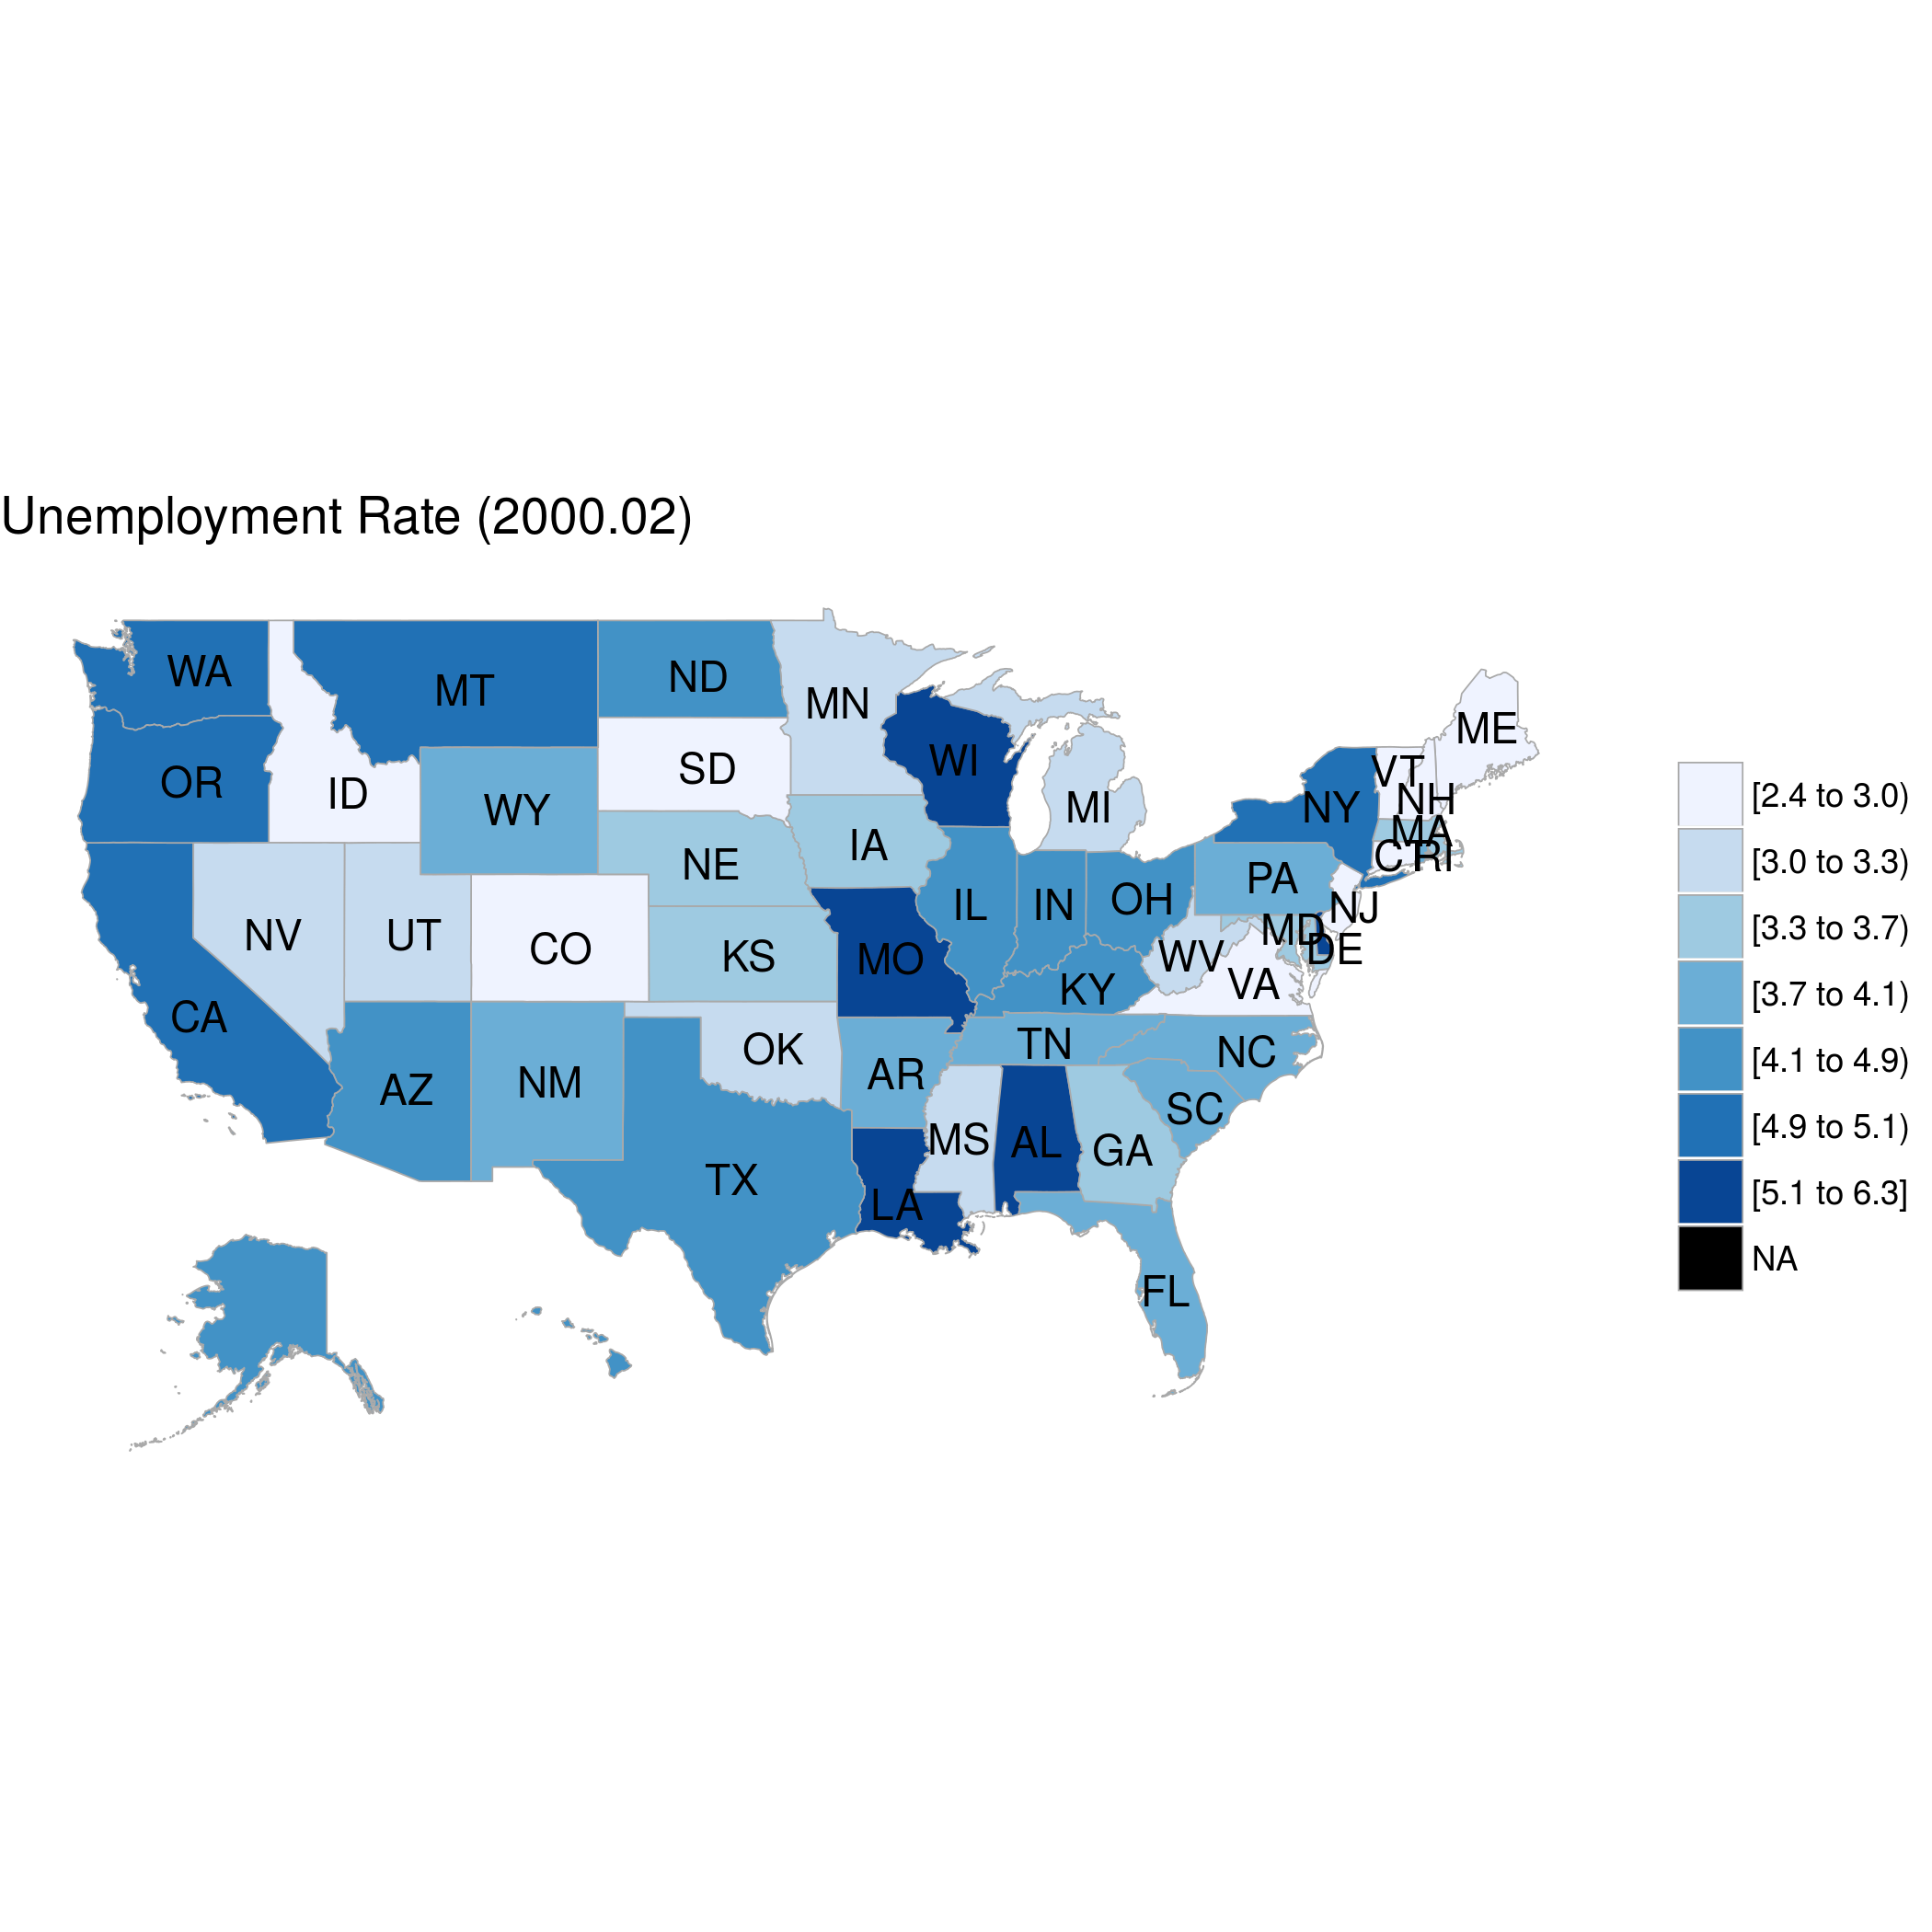 Unemployment Rate (2000.02)
WA
MT
ND
MN
ME
OR
ID
WY
SD
WI
MI
NY
VT
NH
MA
CT
RI
NE
IA
PA
NV
UT
CO
KS
MO
IL
IN
OH
WV
MD
DE
NJ
VA
KY
CA
AZ
NM
OK
AR
TN
NC
SC
TX
LA
MS
AL
GA
FL
[2.4 to 3.0)
[3.0 to 3.3)
[3.3 to 3.7)
[3.7 to 4.1)
[4.1 to 4.9)
[4.9 to 5.1)
[5.1 to 6.3]
NA